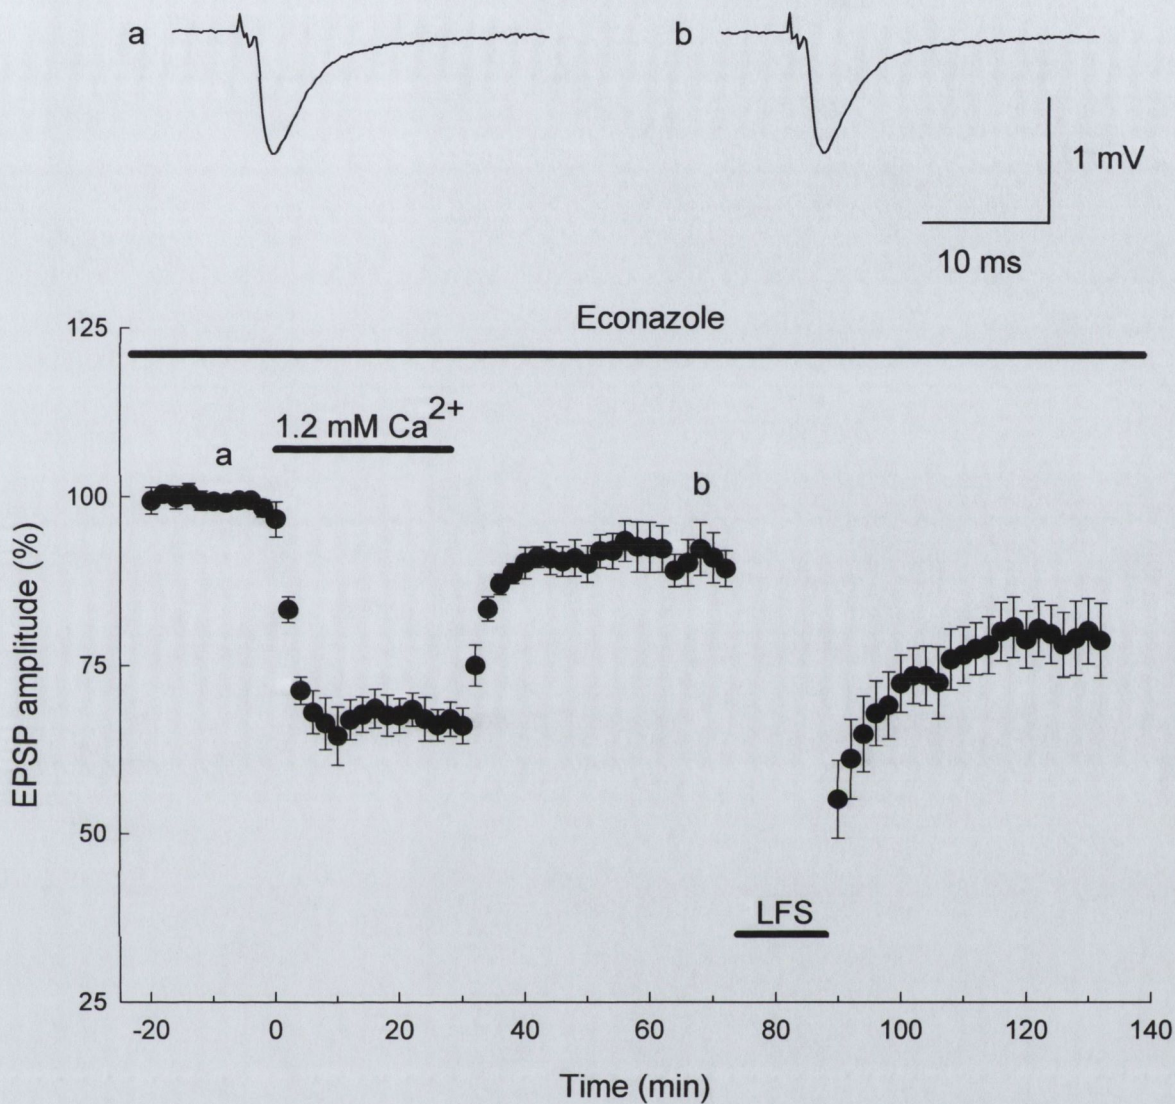 a
b
1 mV
10 ms
Econazole
125
1.2 mM Ca2+
a
100
b
EPSP amplitude (%)
75
50
LFS
25
-20 0 20 40 60 80 100 120 140
Time (min)